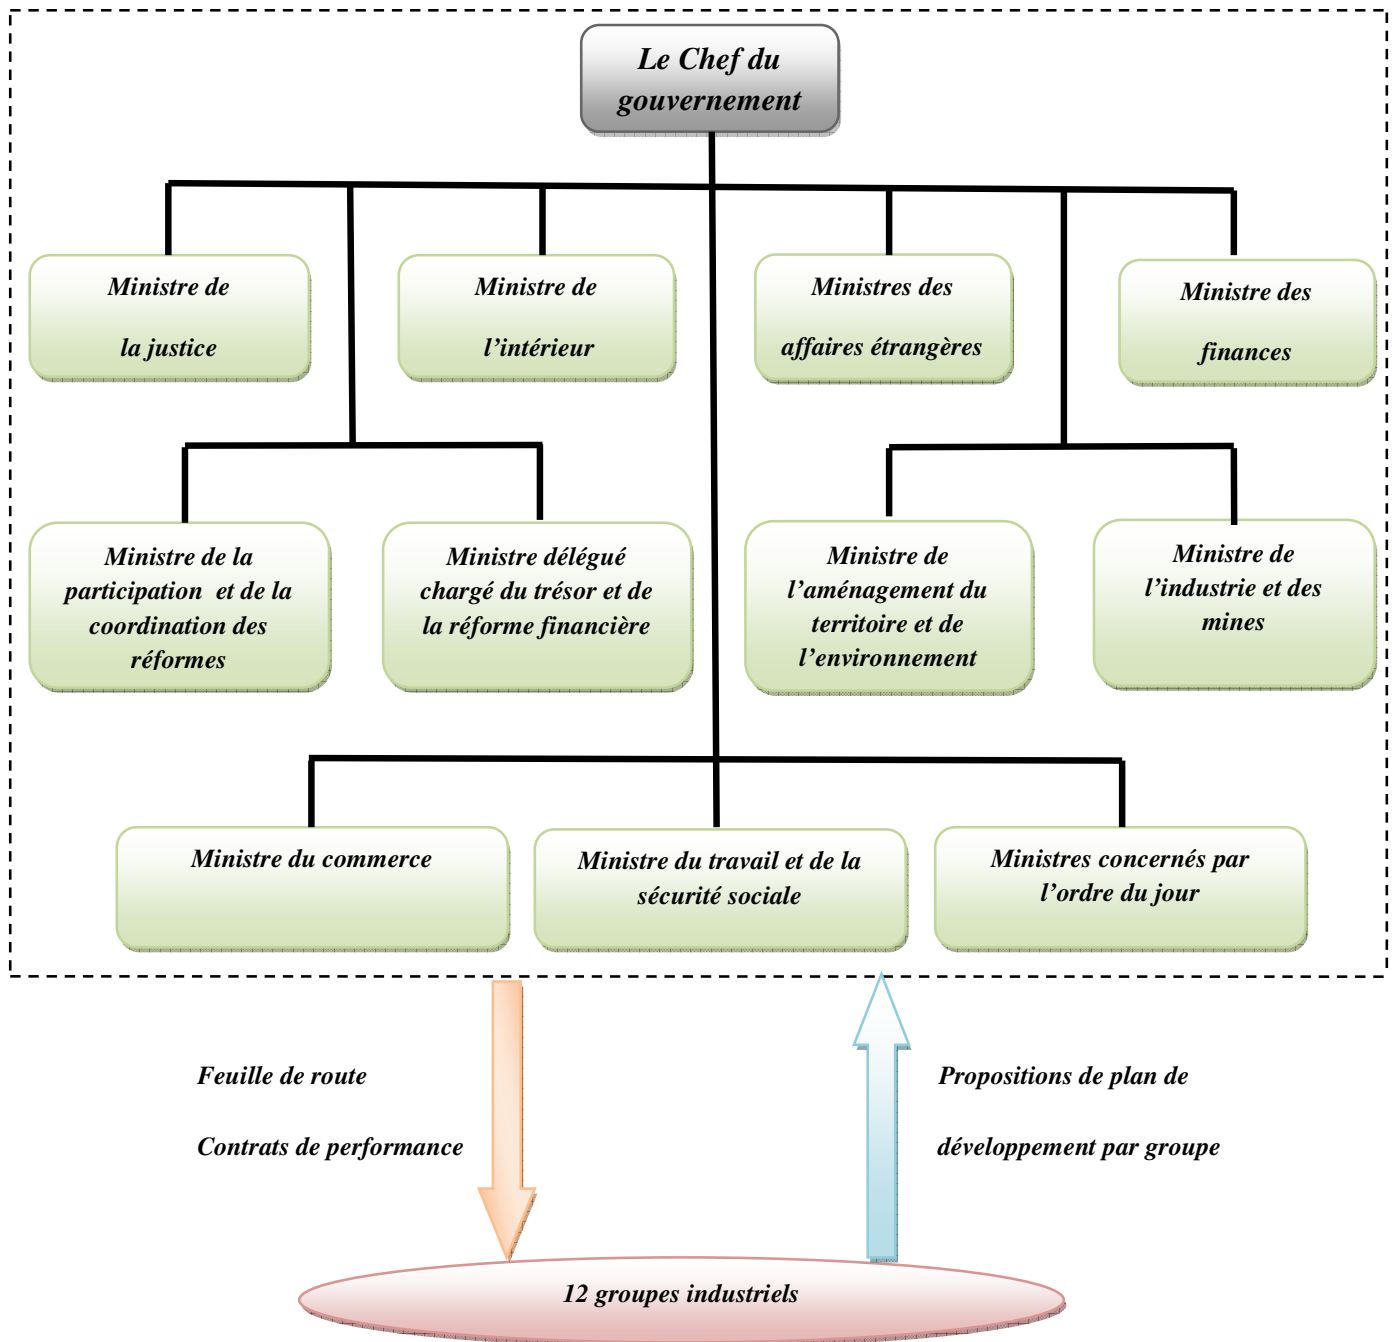 Le Chef du
gouvernement
Ministre de
la justice
Ministre de
l'intérieur
Ministres des
affaires étrangères
Ministre des
finances
Ministre de la
participation et de la
coordination des
réformes
Ministre délégué
chargé du trésor et de
la réforme financière
Ministre de
l'aménagement du
territoire et de
l'environnement
Ministre de
l'industrie et des
mines
Ministre du commerce
Ministre du travail et de la
sécurité sociale
Ministres concernés par
l'ordre du jour
Feuille de route
Contrats de performance
Propositions de plan de
développement par groupe
12 groupes industriels